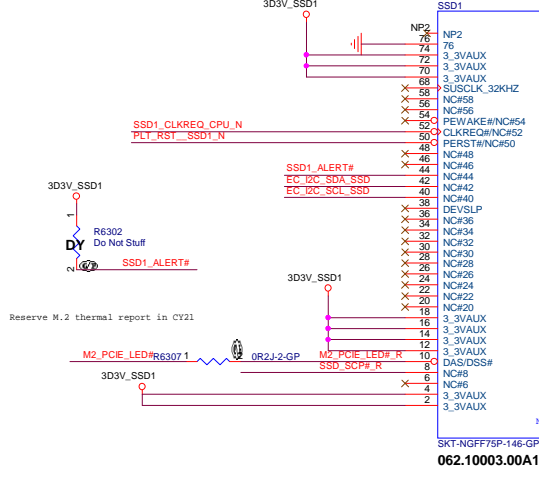 3D3V_SSD1
SSD1
NP2 NP2
76 76
74 3_3VAUX
72 3_3VAUX
70 3_3VAUX
68 SUSCLK_32KHZ
58 NC#58
56 NC#56
54 PEWAKE#/NC#54
SSD1_CLKREQ_CPU_N 52 CLKREQ#/NC#52
PLT_RST__SSD1_N 50 PERST#/NC#50
48 NC#48
46 NC#46
SSD1_ALERT# 44 NC#44
EC_I2C_SDA_SSD 42 NC#42
EC_I2C_SCL_SSD 40 NC#40
38 DEVSLP
36 NC#36
34 NC#34
32 NC#32
30 NC#30
28 NC#28
26 NC#26
24 NC#24
22 NC#22
20 NC#20
18 3_3VAUX
16 3_3VAUX
14 3_3VAUX
12 3_3VAUX
10 DAS/DSS#
8 NC#8
6 NC#6
4 3_3VAUX
2 3_3VAUX
3D3V_SSD1
1
R6302
DY Do Not Stuff
2
SSD1_ALERT#
3D3V_SSD1
Reserve M.2 thermal report in CY21
M2_PCIE_LED# R6307 1 0R2J-2-GP M2_PCIE_LED#_R
SSD_SCP#_R
3D3V_SSD1
SKT-NGFF75P-146-GP
062.10003.00A1